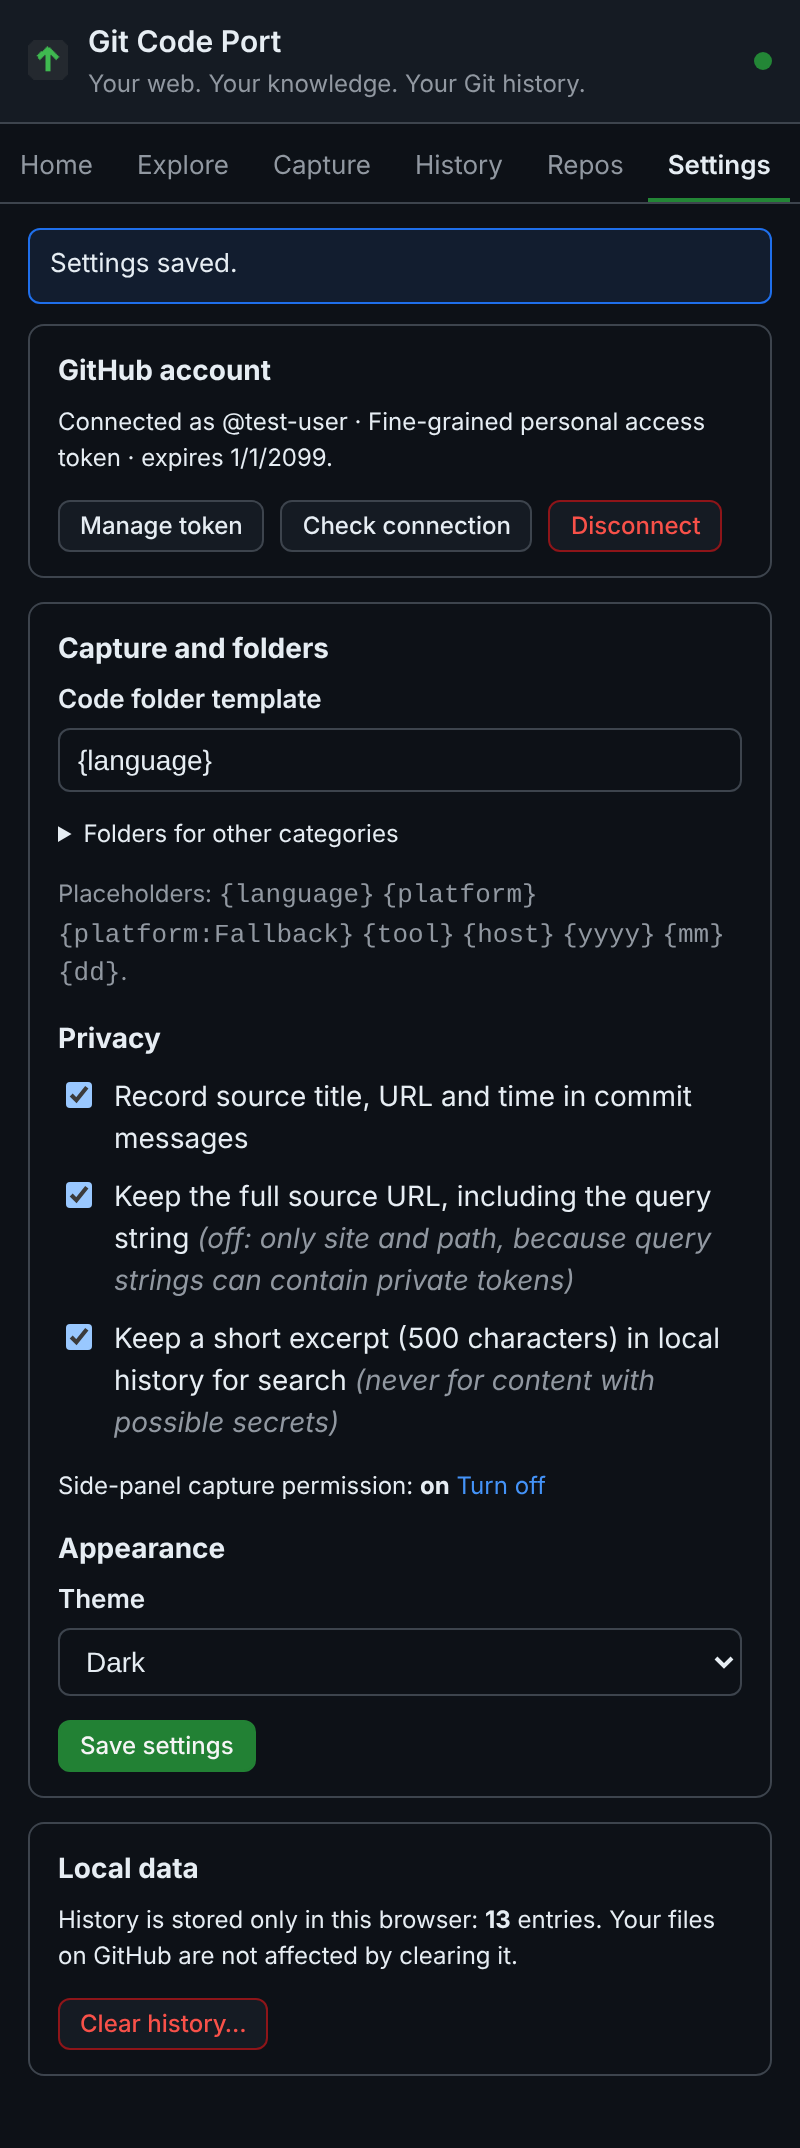 Git Code Port
Your web. Your knowledge. Your Git history.
Home Explore Capture History Repos Settings
Settings saved.
GitHub account
Connected as @test-user · Fine-grained personal access
token · expires 1/1/2099.
Manage token Check connection Disconnect
Capture and folders
Code folder template
{language}
Folders for other categories
Placeholders: {language} {platform}
{platform:Fallback} {tool} {host} {yyyy} {mm}
{dd}.
Privacy
Record source title, URL and time in commit
messages
Keep the full source URL, including the query
string (off: only site and path, because query
strings can contain private tokens)
Keep a short excerpt (500 characters) in local
history for search (never for content with
possible secrets)
Side-panel capture permission: on Turn off
Appearance
Theme
Dark
Save settings
Local data
History is stored only in this browser: 13 entries. Your files
on GitHub are not affected by clearing it.
Clear history...